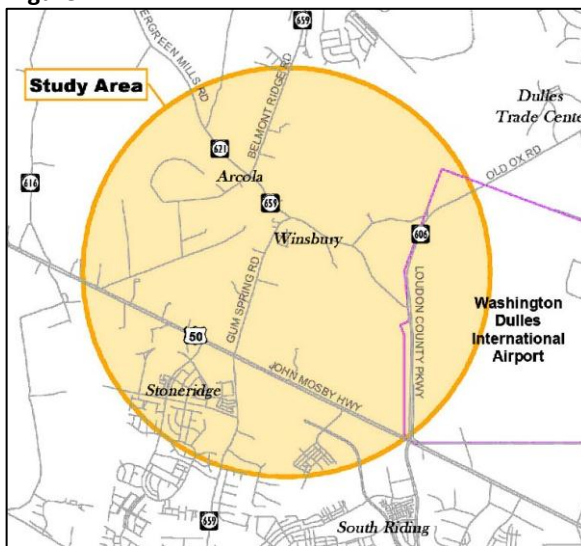 659
EVERGREEN MILLS RD
BELMONT RIDGE RD
Study Area
Dulles
Trade Center
OLD OX RD
621
616
Arcola
659
606
Winsbury
GUM SPRING RD
LOUDON COUNTY PKWY
Washington
Dulles
International
Airport
50
JOHN MOSBY HWY
Stoneridge
659
South Riding